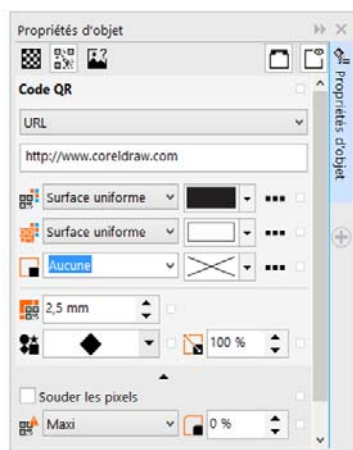 Propriétés d'objet
Code QR
URL
http://www.coreldraw.com
Surface uniforme
Surface uniforme
Aucune
2,5 mm
100 %
Souder les pixels
Maxi
0 %
Propriétés d'objet